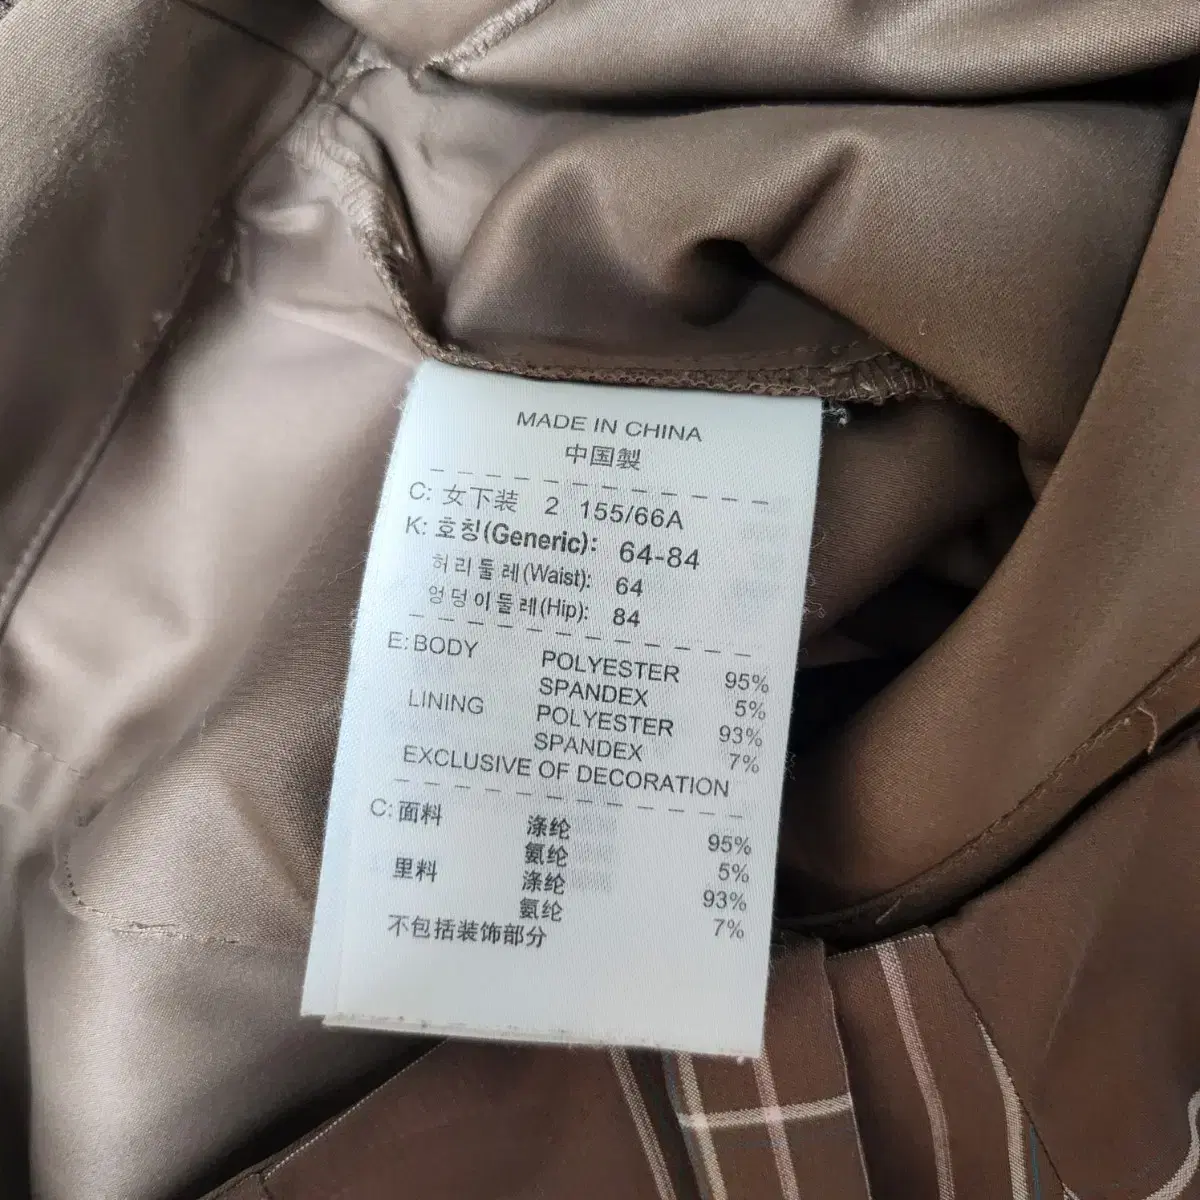 MADE IN CHINA
中国製
C: 女下装 2 155/66A
K: 호칭(Generic): 64-84
허리둘레(Waist): 64
엉덩이둘레(Hip): 84
E: BODY POLYESTER 95%
SPANDEX 5%
LINING POLYESTER 93%
SPANDEX 7%
EXCLUSIVE OF DECORATION
C: 面料 涤纶 95%
氨纶 5%
里料 涤纶 93%
氨纶 7%
不包括装饰部分